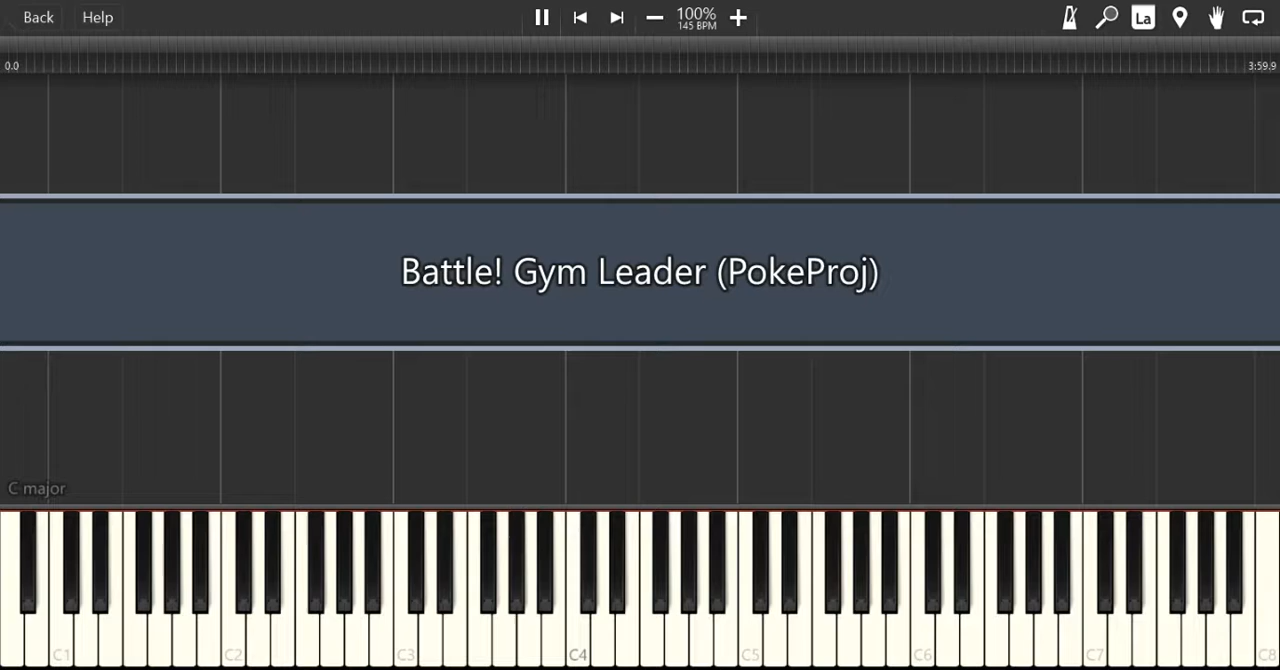 Back Help 100% La
145 BPM
0.0 3:59.9
Battle! Gym Leader (PokeProj)
C major
C1 C2 C3 C4 C5 C6 C7 C8